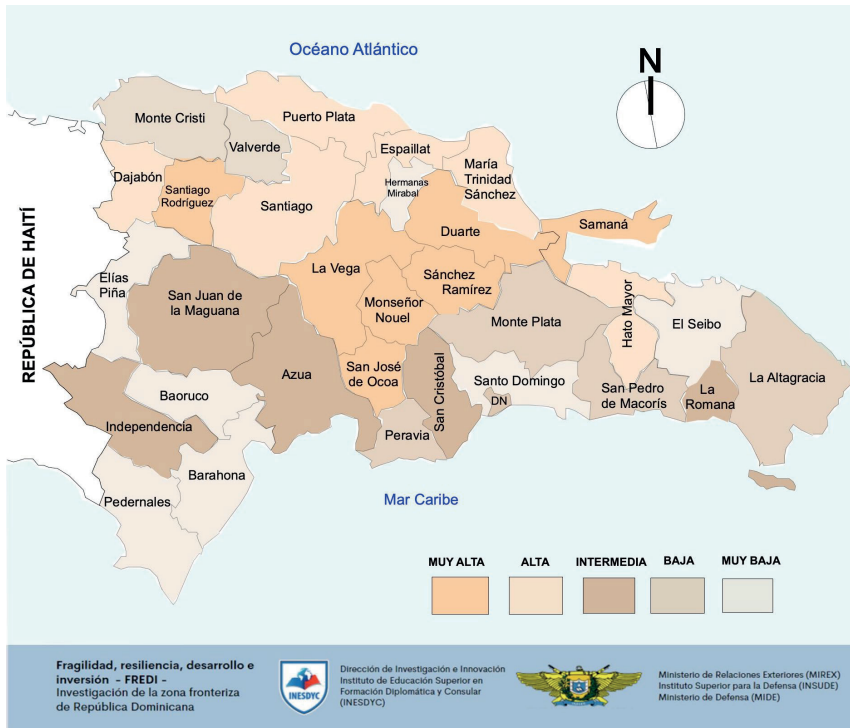 Océano Atlántico
N
Monte Cristi
Puerto Plata
Valverde
Espaillat
María
Trinidad
Sánchez
Dajabón
Santiago
Rodríguez
Hermanas
Mirabal
Santiago
Samaná
Duarte
REPÚBLICA DE HAITÍ
Elías
Piña
La Vega
Sánchez
Ramírez
San Juan de
la Maguana
Monseñor
Nouel
Hato Mayor
El Seibo
Monte Plata
Azua
San José
de Ocoa
San Cristóbal
Santo Domingo
La Altagracia
Baoruco
San Pedro
de Macorís
La
Romana
DN
Independencia
Peravia
Barahona
Pedernales
Mar Caribe
MUY ALTA
ALTA
INTERMEDIA
BAJA
MUY BAJA
Fragilidad, resiliencia, desarrollo e
inversión - FREDI -
Investigación de la zona fronteriza
de República Dominicana
INESDYC
Dirección de Investigación e Innovación
Instituto de Educación Superior en
Formación Diplomática y Consular
(INESDYC)
Ministerio de Relaciones Exteriores (MIREX)
Instituto Superior para la Defensa (INSUDE)
Ministerio de Defensa (MIDE)